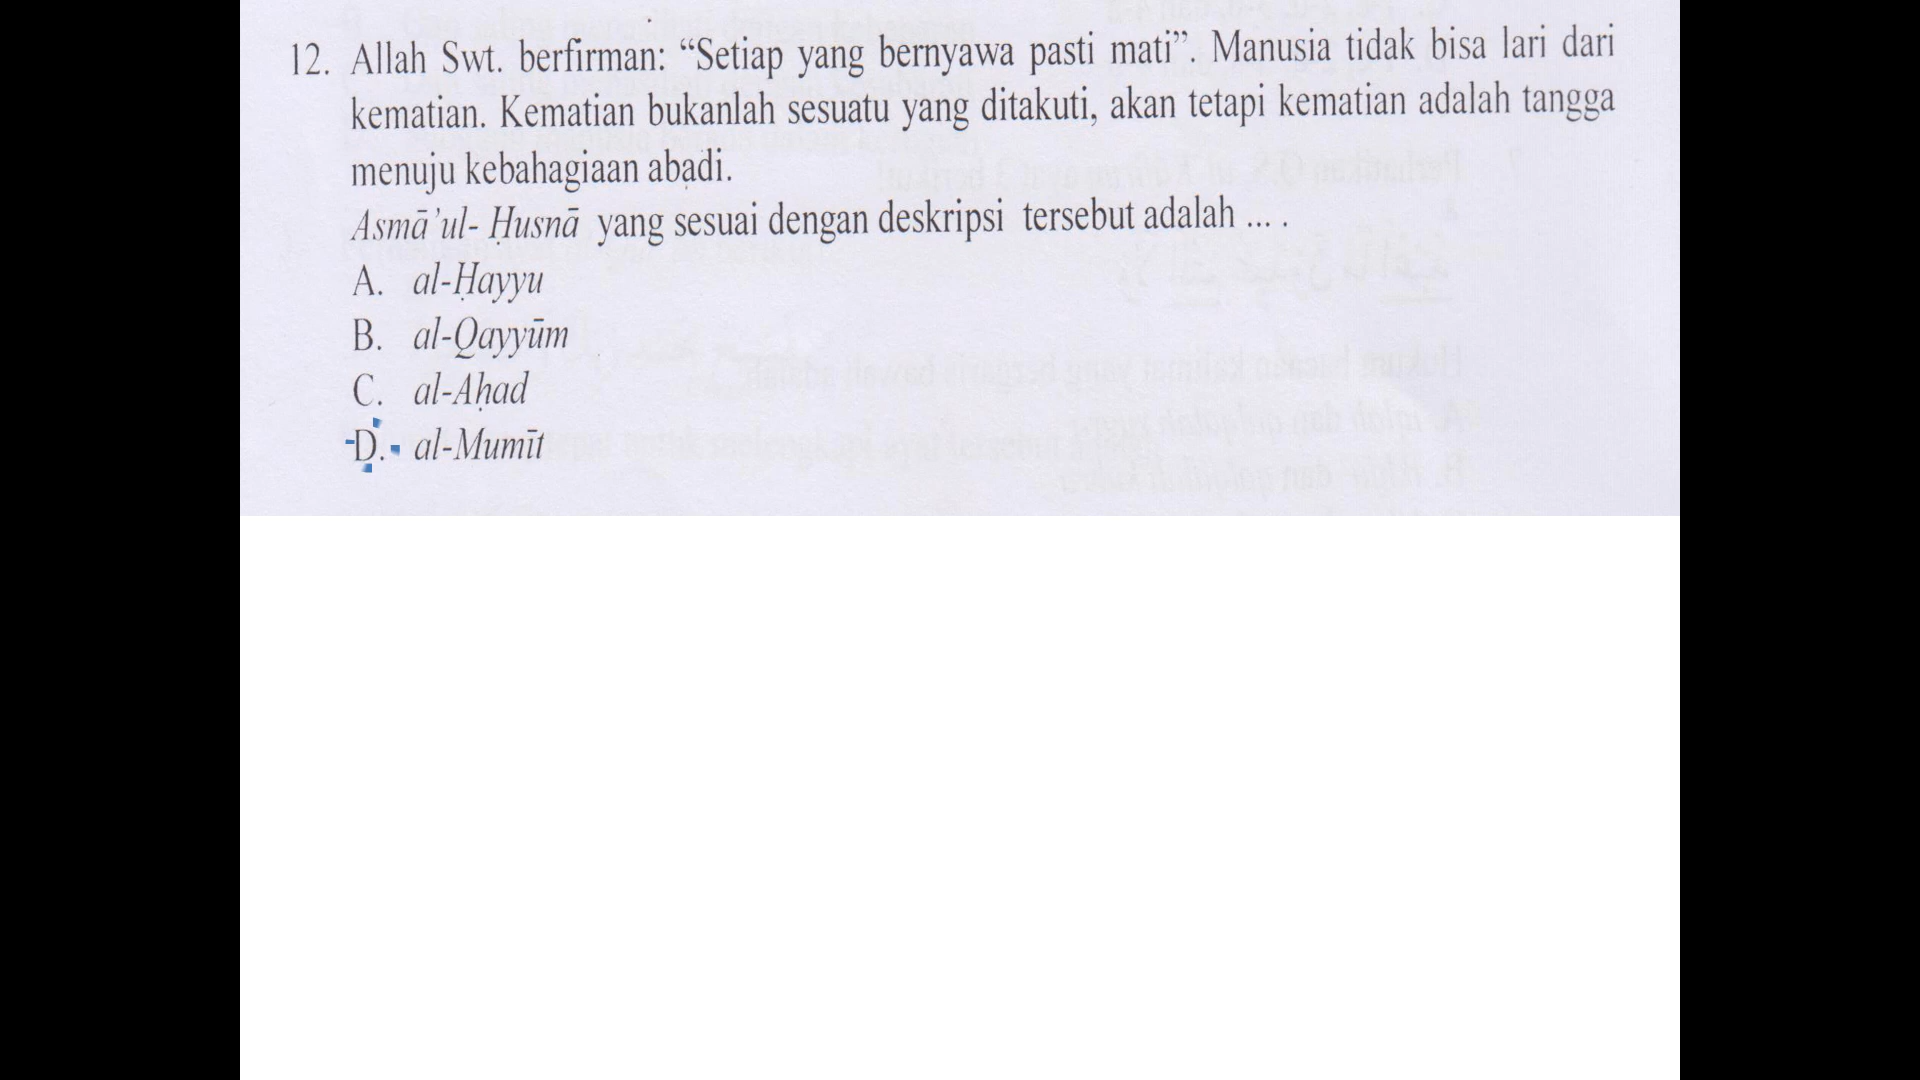 12. Allah Swt. berfirman: “Setiap yang bernyawa pasti mati”. Manusia tidak bisa lari dari
kematian. Kematian bukanlah sesuatu yang ditakuti, akan tetapi kematian adalah tangga
menuju kebahagiaan abadi.
Asmā’ul- Ḥusnā yang sesuai dengan deskripsi tersebut adalah ... .
A. al-Ḥayyu
B. al-Qayyūm
C. al-Aḥad
D. al-Mumīt